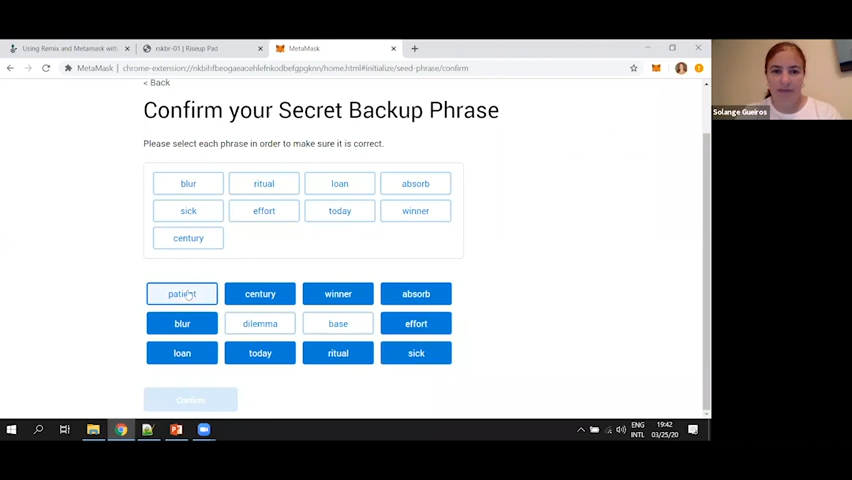 Using Remix and Metamask with
rskbr-01 | Riseup Pad
MetaMask
MetaMask | chrome-extension://nkbihfbeogaeaoehlefnkodbefgpgknn/home.html#initialize/seed-phrase/confirm
< Back
Confirm your Secret Backup Phrase
Please select each phrase in order to make sure it is correct.
blur ritual loan absorb
sick effort today winner
century
century winner absorb
blur dilemma base effort
loan today ritual sick
Confirm
Solange Gueiros
ENG 19:42
INTL 03/25/20